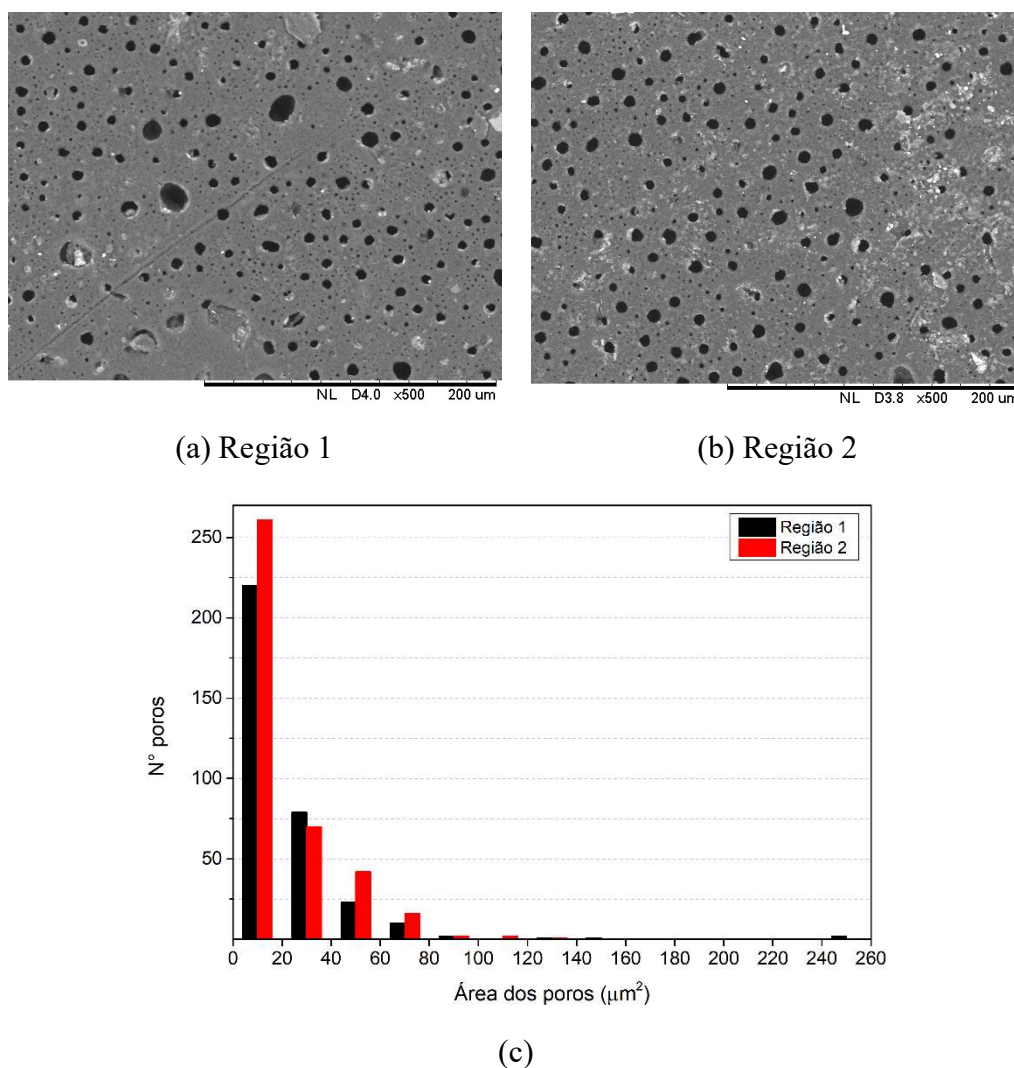 NL D4.0 x500 200 um
NL D3.8 x500 200 um
(a) Região 1
(b) Região 2
Região 1
Região 2
250
200
150
100
50
N° poros
0 20 40 60 80 100 120 140 160 180 200 220 240 260
Área dos poros (μm²)
(c)